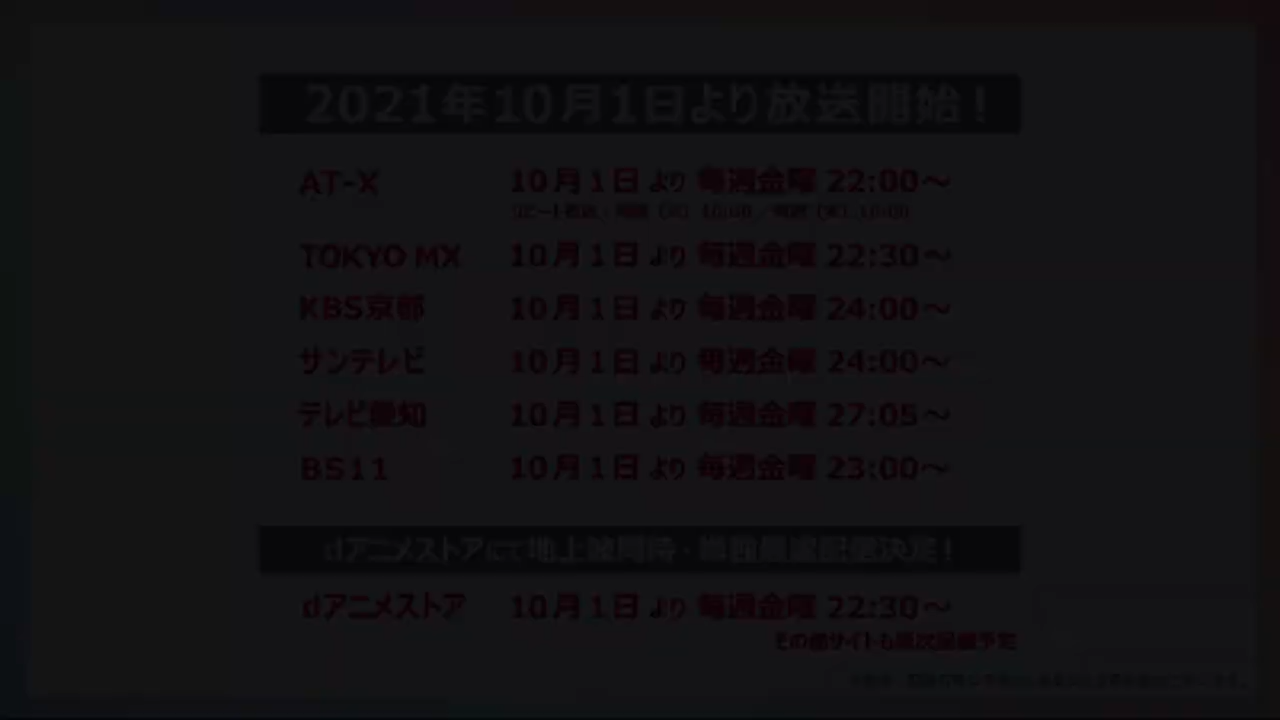 2021年10月1日より放送開始！
AT-X 10月1日より 毎週金曜 22:00～
TOKYO MX 10月1日より 毎週金曜 22:30～
KBS京都 10月1日より 毎週金曜 24:00～
サンテレビ 10月1日より 毎週金曜 24:00～
テレビ愛知 10月1日より 毎週金曜 27:05～
BS11 10月1日より 毎週金曜 23:00～
dアニメストアにて地上波同時・単独最速配信決定！
dアニメストア 10月1日より 毎週金曜 22:30～
その他サイトも順次展開予定